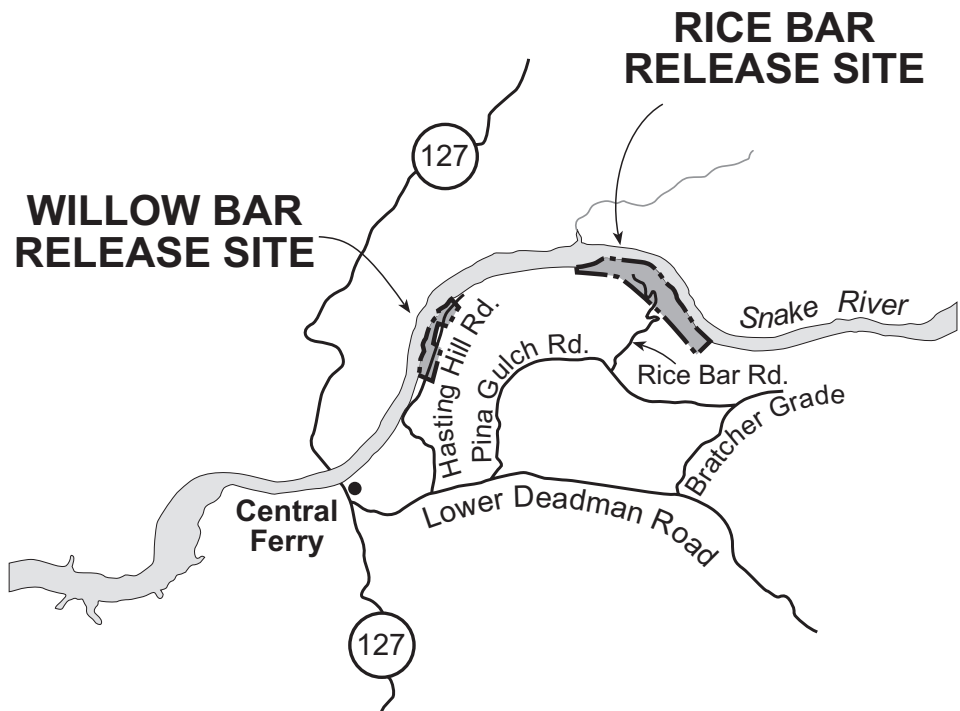 RICE BAR
RELEASE SITE
127
WILLOW BAR
RELEASE SITE
Snake River
Hasting Hill Rd.
Pina Gulch Rd.
Rice Bar Rd.
Bratcher Grade
Central
Ferry
Lower Deadman Road
127